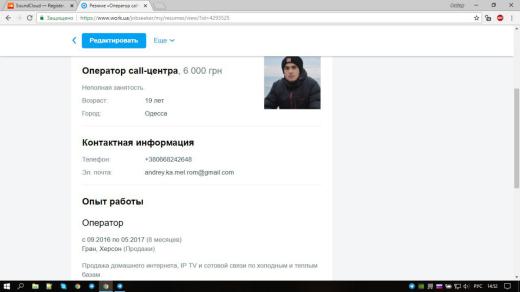 SoundCloud — Register
Резюме «Оператор call-
Защищено
https://www.work.ua/jobseeker/my/resumes/view/?id=4293525
Редактировать
Еще
Оператор call-центра, 6 000 грн
Неполная занятость.
Возраст: 19 лет
Город: Одесса
Контактная информация
Телефон: +380668242648
Эл. почта: andrey.ka.mel.rom@gmail.com
Опыт работы
Оператор
с 09.2016 по 05.2017 (8 месяцев)
Гран, Херсон (Продажи)
Продажа домашнего интернета, IP TV и сотовой связи по холодным и теплым
базам.
РУС 14:52